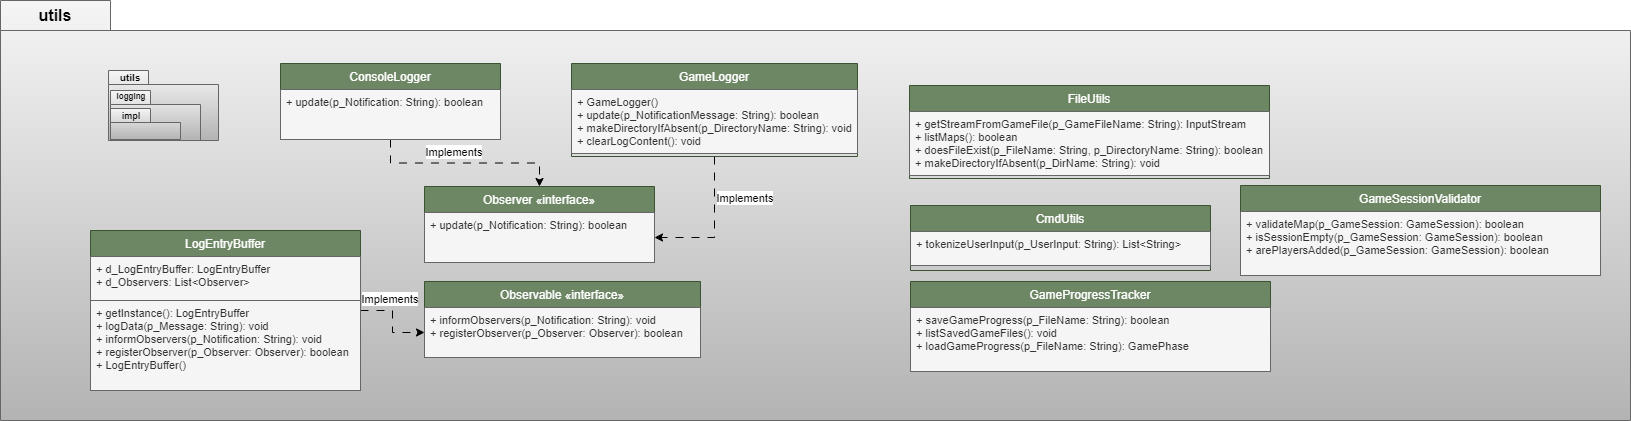 utils
utils
logging
impl
ConsoleLogger
+ update(p_Notification: String): boolean
GameLogger
+ GameLogger()
+ update(p_NotificationMessage: String): boolean
+ makeDirectoryIfAbsent(p_DirectoryName: String): void
+ clearLogContent(): void
Implements
Implements
Observer «interface»
+ update(p_Notification: String): boolean
LogEntryBuffer
+ d_LogEntryBuffer: LogEntryBuffer
+ d_Observers: List<Observer>
+ getInstance(): LogEntryBuffer
+ logData(p_Message: String): void
+ informObservers(p_Notification: String): void
+ registerObserver(p_Observer: Observer): boolean
+ LogEntryBuffer()
Implements
Observable «interface»
+ informObservers(p_Notification: String): void
+ registerObserver(p_Observer: Observer): boolean
FileUtils
+ getStreamFromGameFile(p_GameFileName: String): InputStream
+ listMaps(): boolean
+ doesFileExist(p_FileName: String, p_DirectoryName: String): boolean
+ makeDirectoryIfAbsent(p_DirName: String): void
CmdUtils
+ tokenizeUserInput(p_UserInput: String): List<String>
GameSessionValidator
+ validateMap(p_GameSession: GameSession): boolean
+ isSessionEmpty(p_GameSession: GameSession): boolean
+ arePlayersAdded(p_GameSession: GameSession): boolean
GameProgressTracker
+ saveGameProgress(p_FileName: String): boolean
+ listSavedGameFiles(): void
+ loadGameProgress(p_FileName: String): GamePhase